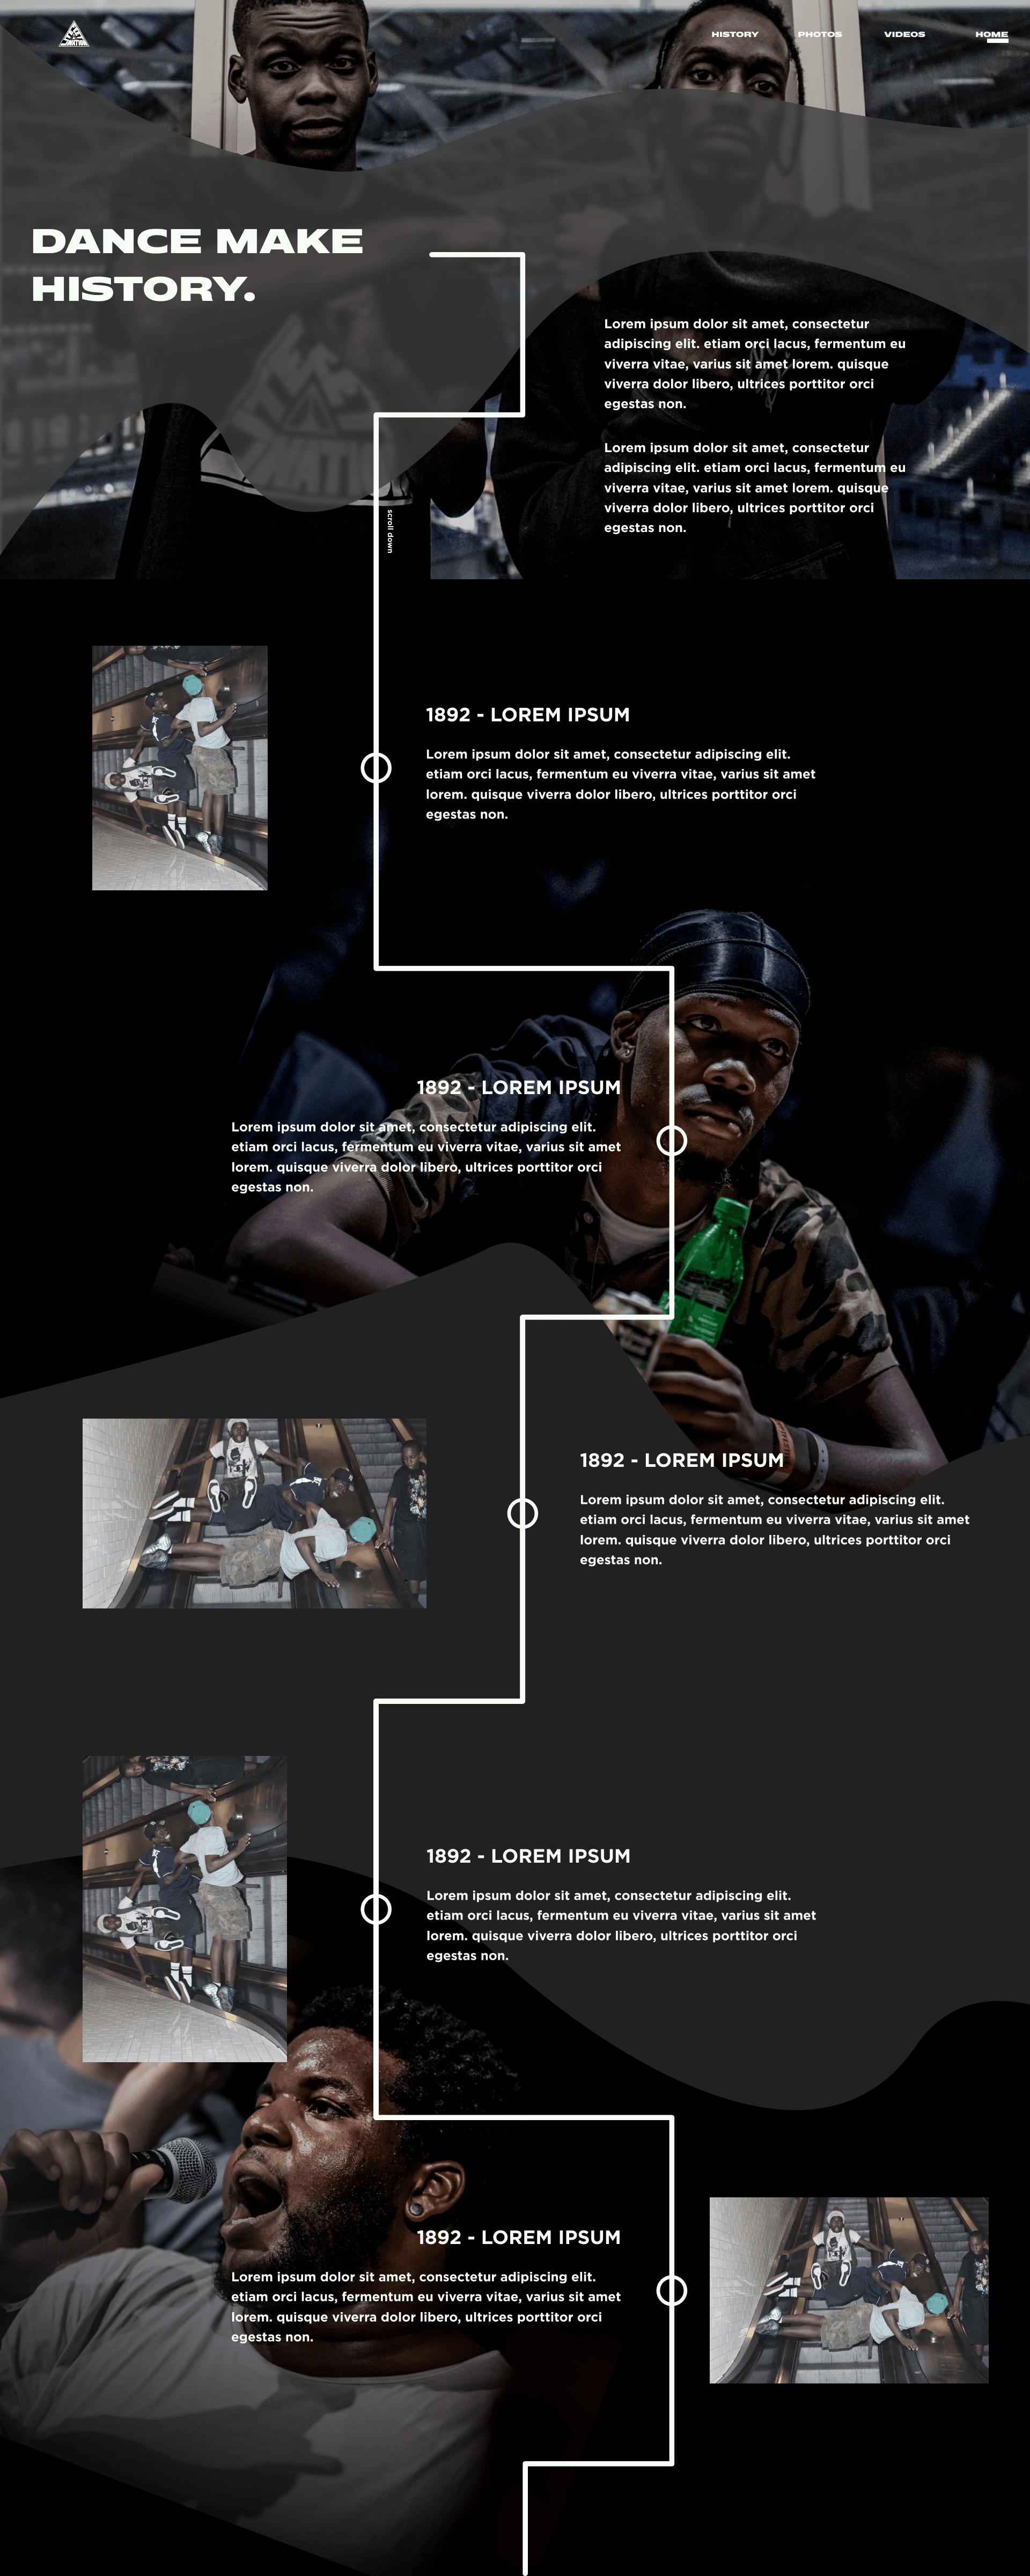 HISTORY PHOTOS VIDEOS HOME
DANCE MAKE
HISTORY.
Lorem ipsum dolor sit amet, consectetur
adipiscing elit. etiam orci lacus, fermentum eu
viverra vitae, varius sit amet lorem. quisque
viverra dolor libero, ultrices porttitor orci
egestas non.
Lorem ipsum dolor sit amet, consectetur
adipiscing elit. etiam orci lacus, fermentum eu
viverra vitae, varius sit amet lorem. quisque
viverra dolor libero, ultrices porttitor orci
egestas non.
scroll down
1892 - LOREM IPSUM
Lorem ipsum dolor sit amet, consectetur adipiscing elit.
etiam orci lacus, fermentum eu viverra vitae, varius sit amet
lorem. quisque viverra dolor libero, ultrices porttitor orci
egestas non.
1892 - LOREM IPSUM
Lorem ipsum dolor sit amet, consectetur adipiscing elit.
etiam orci lacus, fermentum eu viverra vitae, varius sit amet
lorem. quisque viverra dolor libero, ultrices porttitor orci
egestas non.
1892 - LOREM IPSUM
Lorem ipsum dolor sit amet, consectetur adipiscing elit.
etiam orci lacus, fermentum eu viverra vitae, varius sit amet
lorem. quisque viverra dolor libero, ultrices porttitor orci
egestas non.
1892 - LOREM IPSUM
Lorem ipsum dolor sit amet, consectetur adipiscing elit.
etiam orci lacus, fermentum eu viverra vitae, varius sit amet
lorem. quisque viverra dolor libero, ultrices porttitor orci
egestas non.
1892 - LOREM IPSUM
Lorem ipsum dolor sit amet, consectetur adipiscing elit.
etiam orci lacus, fermentum eu viverra vitae, varius sit amet
lorem. quisque viverra dolor libero, ultrices porttitor orci
egestas non.